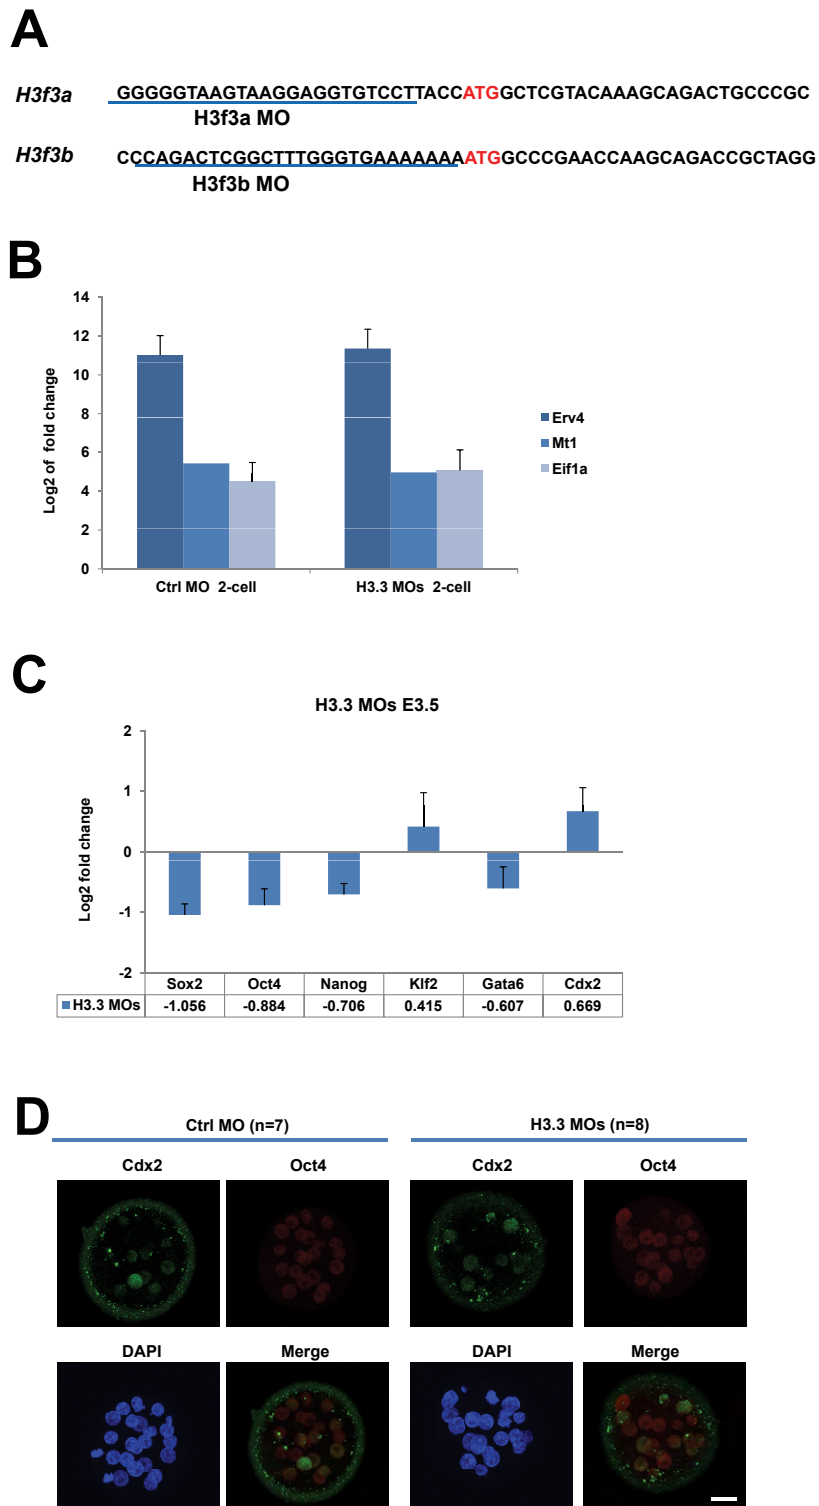 A
H3f3a GGGGGTAAGTAAGGAGGTGTCCTTACCATGGCTCGTACAAAGCAGACTGCCCGC
H3f3a MO
H3f3b CCCAGACTCGGCTTTGGGTGAAAAAAAATGGCCCGAACCAAGCAGACCGCTAGG
H3f3b MO
B
Log2 of fold change
14
12
10
8
6
4
2
0
Ctrl MO 2-cell H3.3 MOs 2-cell
Erv4
Mt1
Eif1a
C
H3.3 MOs E3.5
Log2 fold change
2
1
0
-1
-2
Sox2 Oct4 Nanog Klf2 Gata6 Cdx2
H3.3 MOs -1.056 -0.884 -0.706 0.415 -0.607 0.669
D
Ctrl MO (n=7) H3.3 MOs (n=8)
Cdx2 Oct4 Cdx2 Oct4
DAPI Merge DAPI Merge